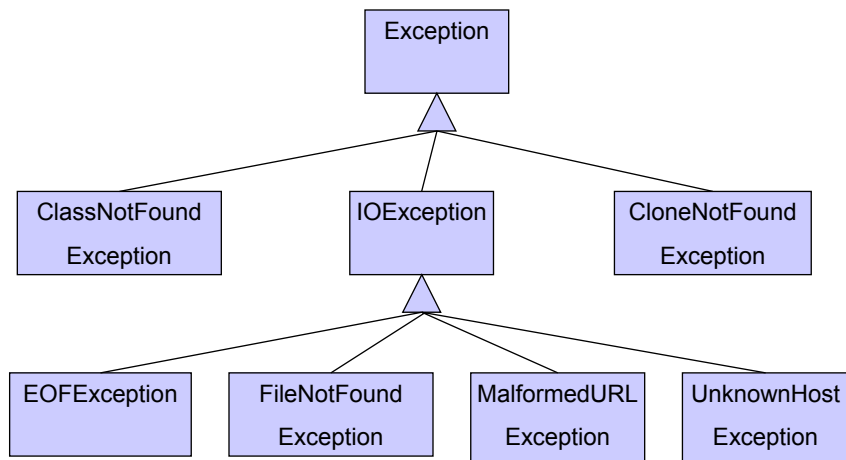 Exception
ClassNotFound
Exception
IOException
CloneNotFound
Exception
EOFException
FileNotFound
Exception
MalformedURL
Exception
UnknownHost
Exception